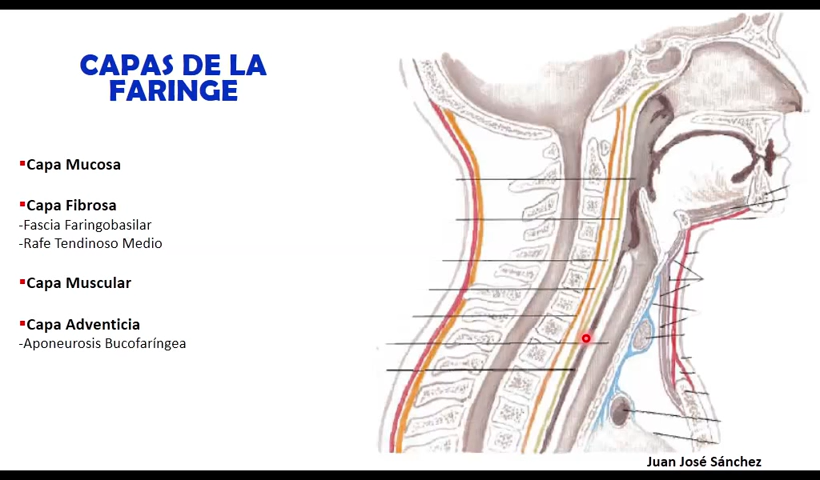 CAPAS DE LA
FARINGE
Capa Mucosa
Capa Fibrosa
-Fascia Faringobasilar
-Rafe Tendinoso Medio
Capa Muscular
Capa Adventicia
-Aponeurosis Bucofaríngea
Juan José Sánchez